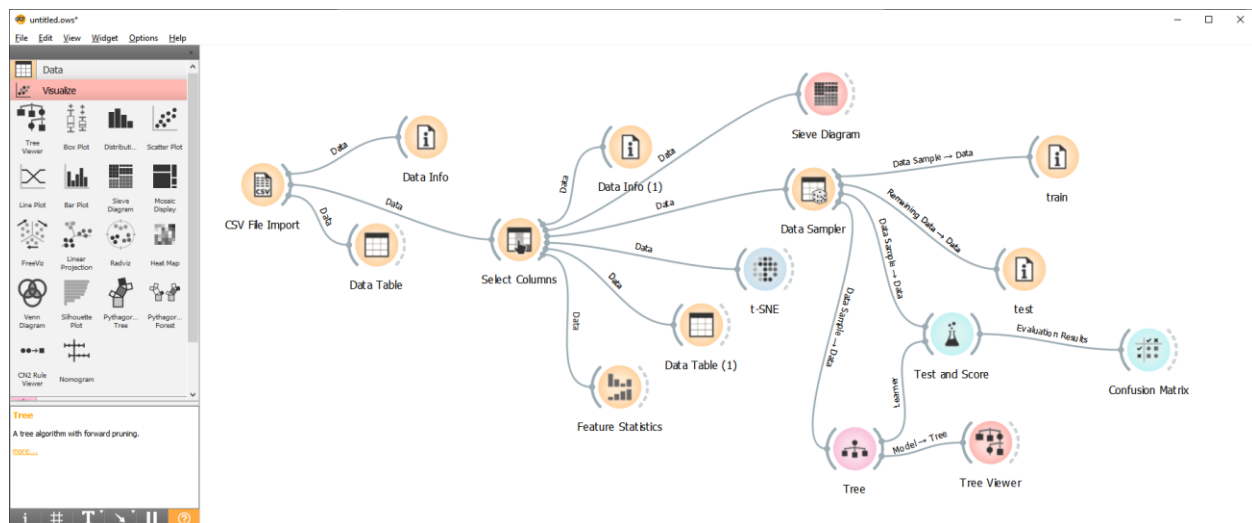 untitled.ows*
File Edit View Widget Options Help
Data
Visualize
Tree Viewer
Box Plot
Distributi...
Scatter Plot
Line Plot
Bar Plot
Sieve Diagram
Mosaic Display
FreeViz
Linear Projection
Radviz
Heat Map
Venn Diagram
Silhouette Plot
Pythagor... Tree
Pythagor... Forest
CN2 Rule Viewer
Nomogram
Tree
A tree algorithm with forward pruning.
more...
CSV
CSV File Import
Data
Data Info
Data
Data
Data Table
Select Columns
Data
Data Info (1)
Data
Sieve Diagram
Data
Data Sampler
Data
t-SNE
Data
Data Table (1)
Data
Feature Statistics
Data Sample → Data
train
Remaining Data → Data
test
Data Sample → Data
Test and Score
Data Sample → Data
Tree
Learner
Evaluation Results
Confusion Matrix
Model → Tree
Tree Viewer